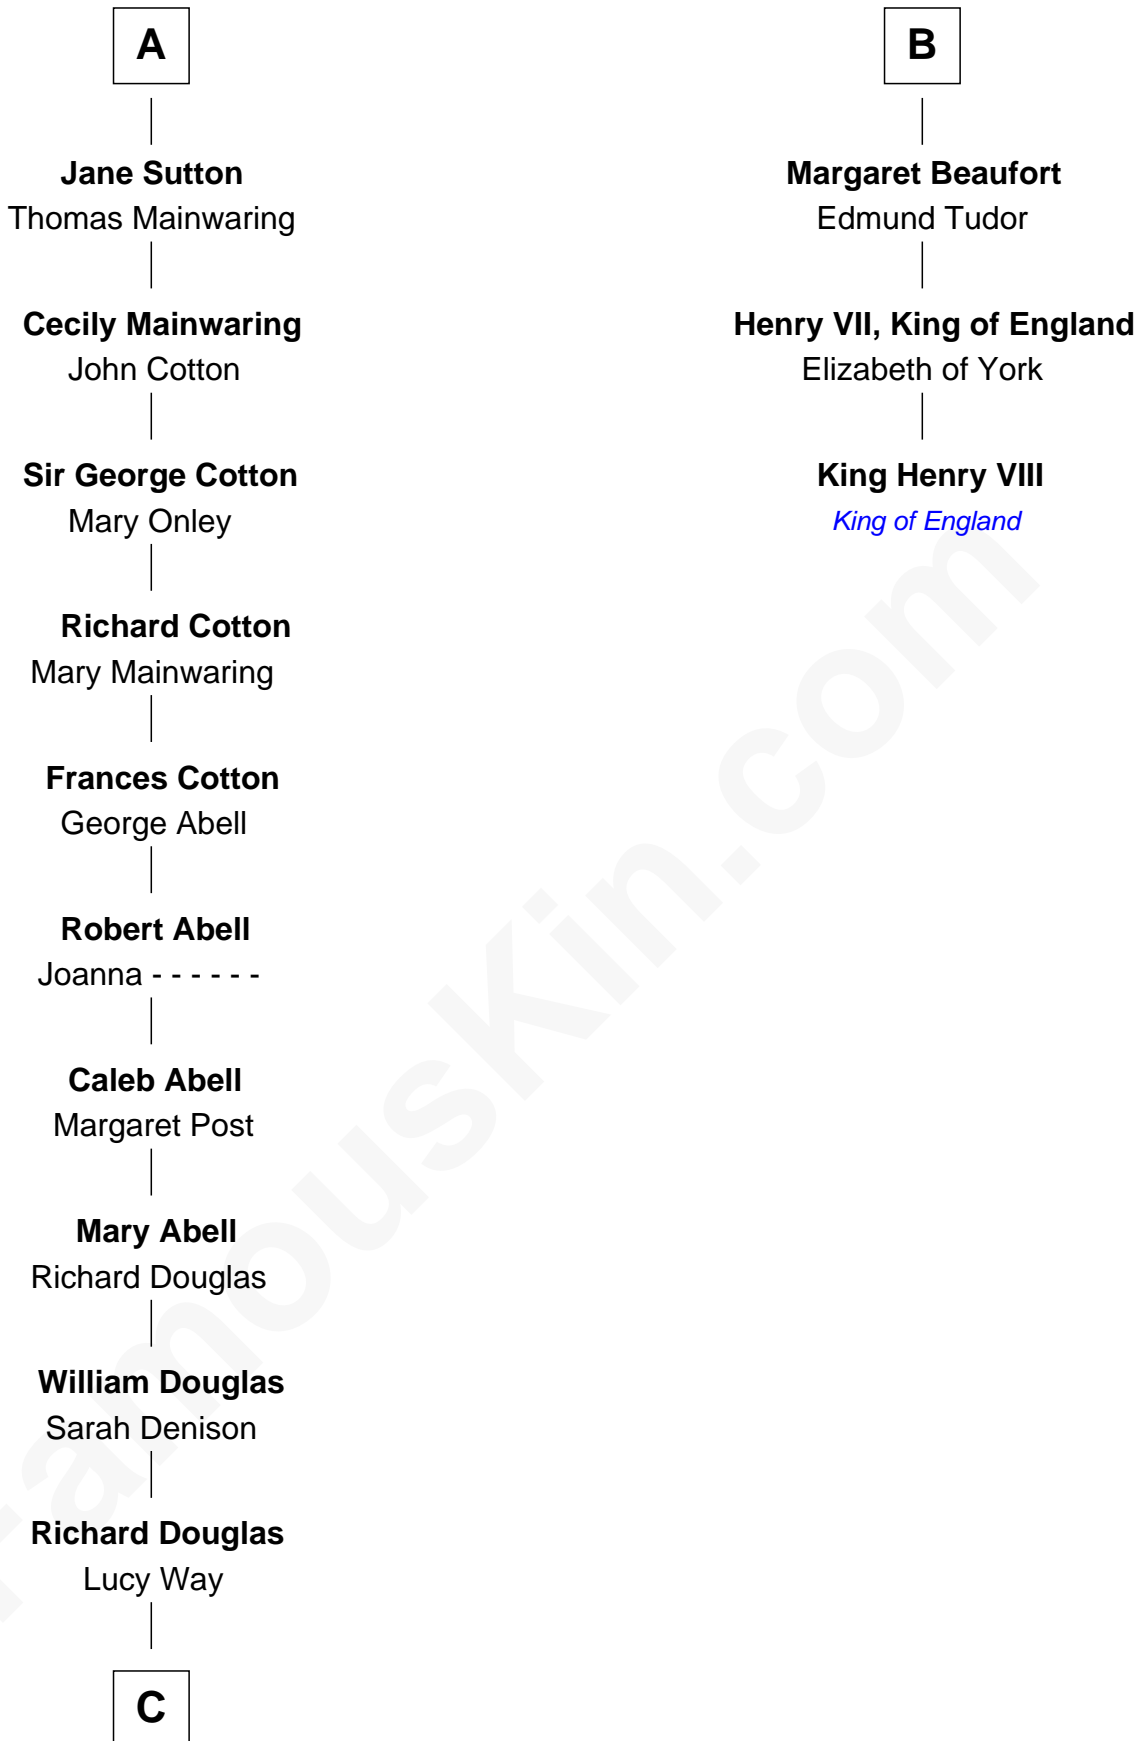 A
Jane Sutton
Thomas Mainwaring
Cecily Mainwaring
John Cotton
Sir George Cotton
Mary Onley
Richard Cotton
Mary Mainwaring
Frances Cotton
George Abell
Robert Abell
Joanna - - - - - -
Caleb Abell
Margaret Post
Mary Abell
Richard Douglas
William Douglas
Sarah Denison
Richard Douglas
Lucy Way
C
B
Margaret Beaufort
Edmund Tudor
Henry VII, King of England
Elizabeth of York
King Henry VIII
King of England
FamousKin.com